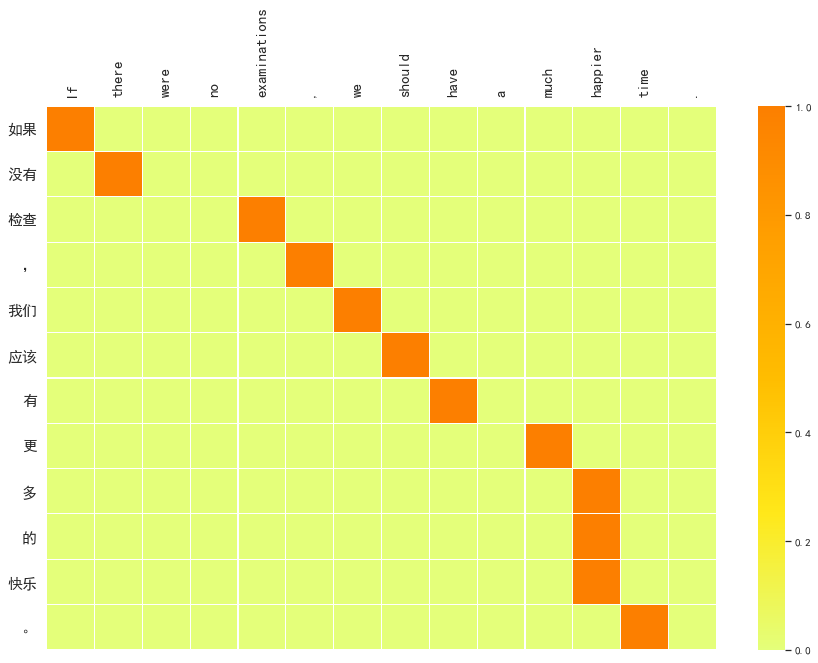 If there were no examinations , we should have a much happier time .
如果
没有
检查
，
我们
应该
有
更
多
的
快乐
。
1.0
0.8
0.6
0.4
0.2
0.0